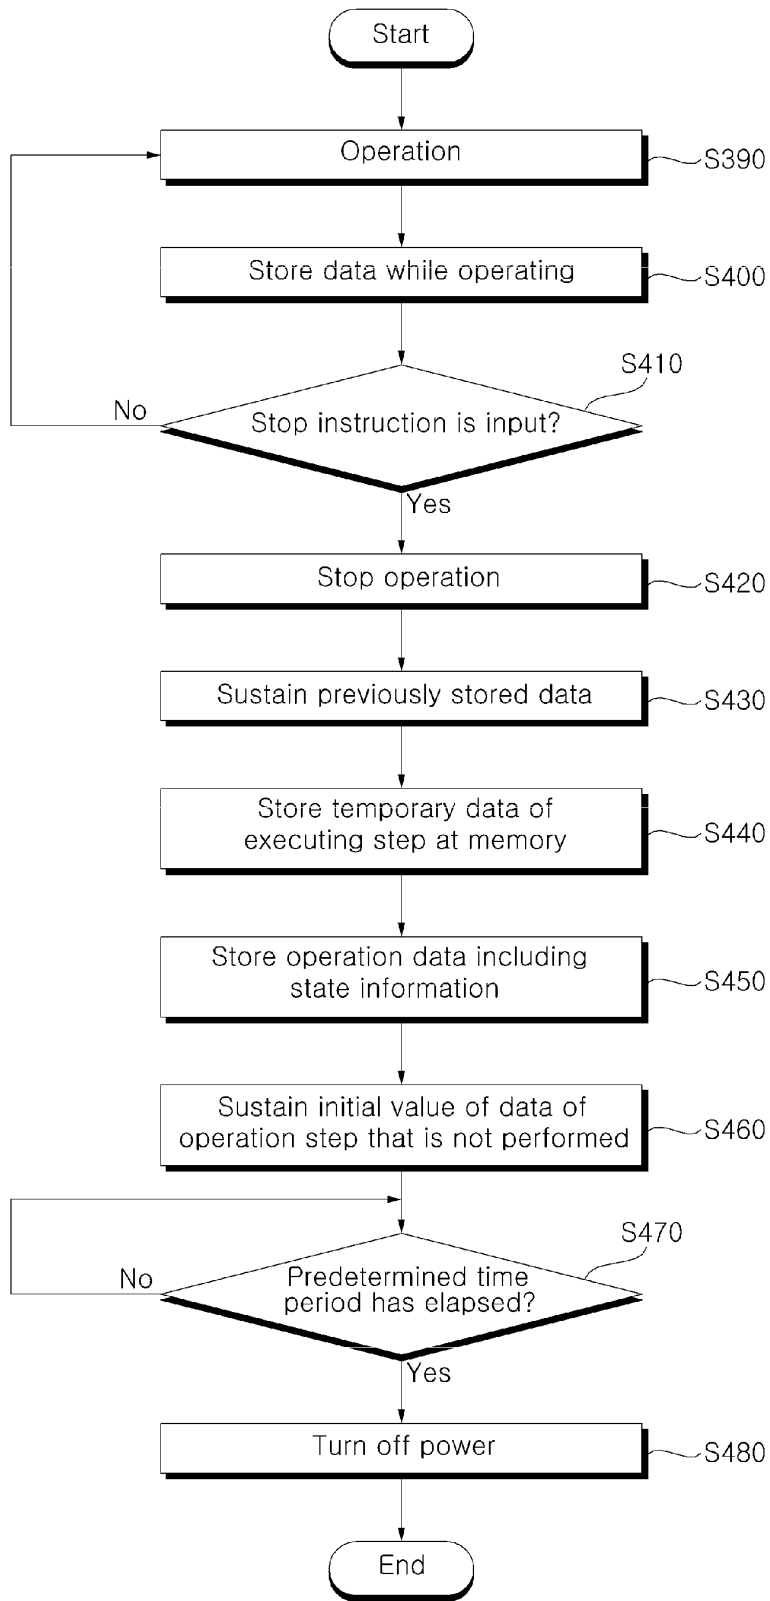 Start
Operation
S390
Store data while operating
S400
S410
No
Stop instruction is input?
Yes
Stop operation
S420
Sustain previously stored data
S430
Store temporary data of
executing step at memory
S440
Store operation data including
state information
S450
Sustain initial value of data of
operation step that is not performed
S460
S470
No
Predetermined time
period has elapsed?
Yes
Turn off power
S480
End